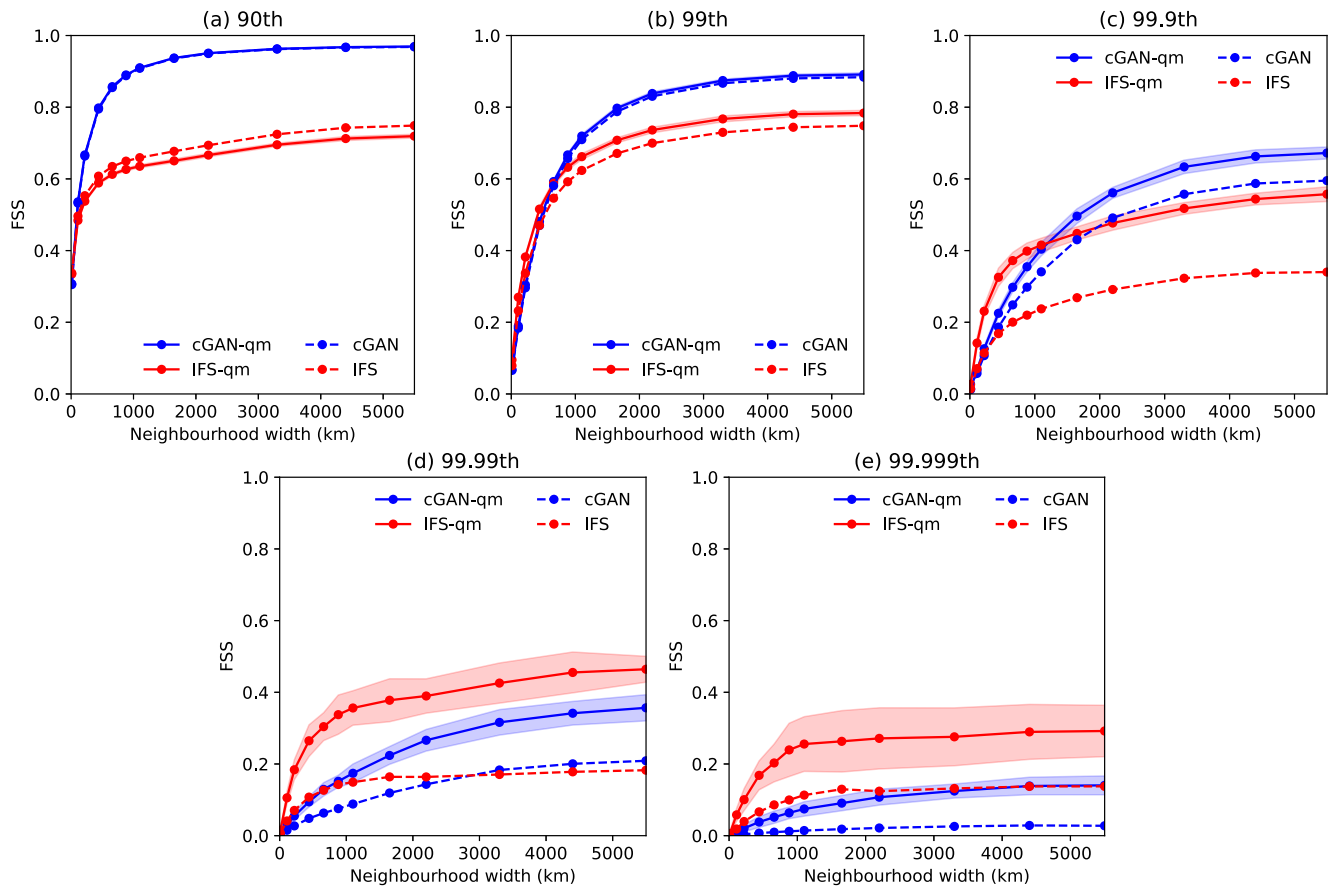 (a) 90th
1.0
0.8
0.6
0.4
0.2
0.0
FSS
cGAN-qm
IFS-qm
cGAN
IFS
0 1000 2000 3000 4000 5000
Neighbourhood width (km)
(b) 99th
1.0
0.8
0.6
0.4
0.2
0.0
FSS
cGAN-qm
IFS-qm
cGAN
IFS
0 1000 2000 3000 4000 5000
Neighbourhood width (km)
(c) 99.9th
1.0
0.8
0.6
0.4
0.2
0.0
FSS
cGAN-qm
IFS-qm
cGAN
IFS
0 1000 2000 3000 4000 5000
Neighbourhood width (km)
(d) 99.99th
1.0
0.8
0.6
0.4
0.2
0.0
FSS
cGAN-qm
IFS-qm
cGAN
IFS
0 1000 2000 3000 4000 5000
Neighbourhood width (km)
(e) 99.999th
1.0
0.8
0.6
0.4
0.2
0.0
FSS
cGAN-qm
IFS-qm
cGAN
IFS
0 1000 2000 3000 4000 5000
Neighbourhood width (km)